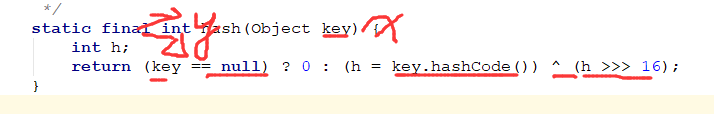 */
static final int hash(Object key) {
int h;
return (key == null) ? 0 : (h = key.hashCode()) ^ (h >>> 16);
}
y
x